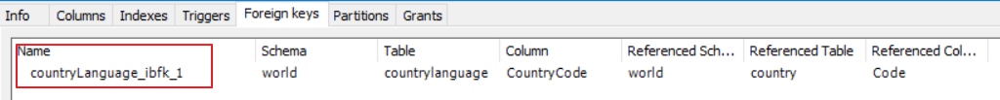 Info Columns Indexes Triggers Foreign keys Partitions Grants
Name Schema Table Column Referenced Sch... Referenced Table Referenced Col...
countryLanguage_ibfk_1 world countrylanguage CountryCode world country Code